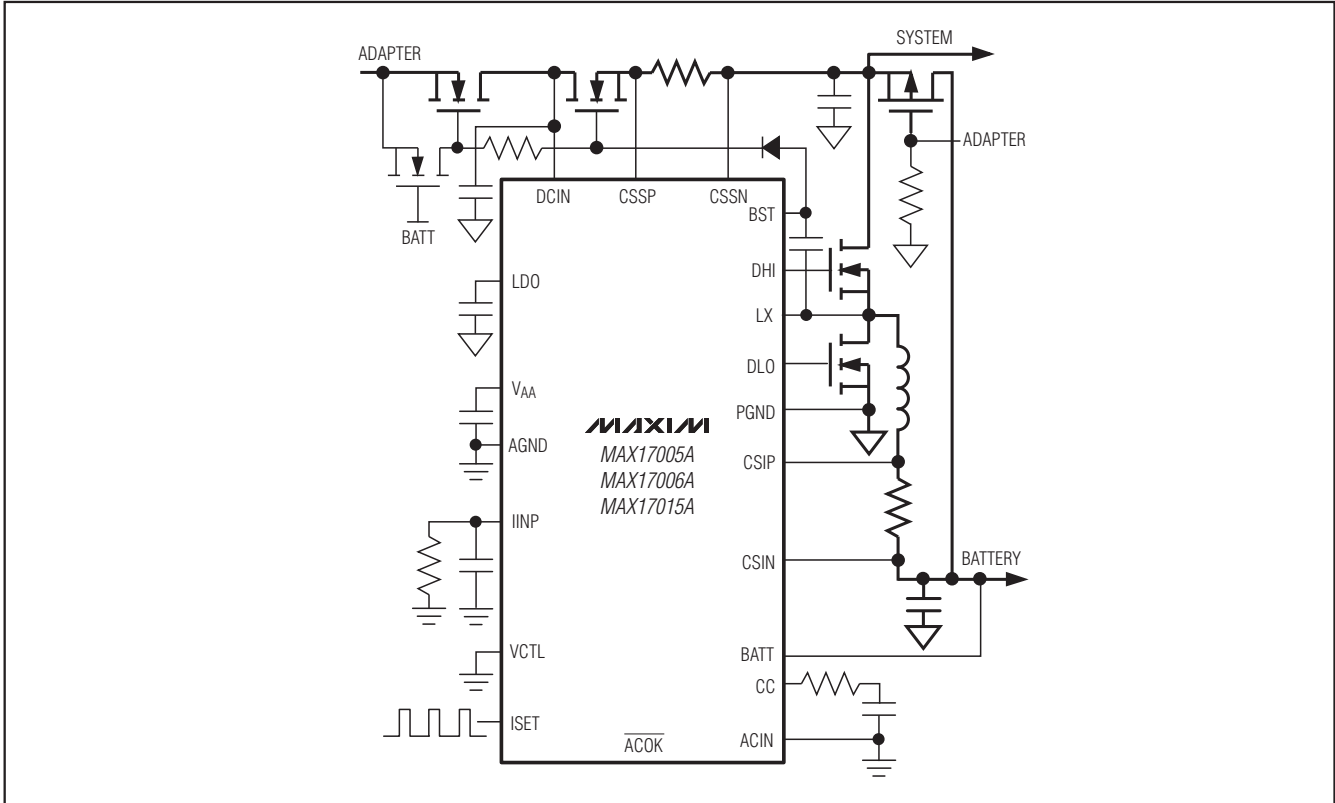 SYSTEM
ADAPTER
ADAPTER
DCIN
CSSP
CSSN
BST
BATT
DHI
LDO
LX
DLO
VAA
PGND
MAXIM
AGND
MAX17005A
CSIP
MAX17006A
MAX17015A
IINP
CSIN
BATTERY
VCTL
BATT
CC
ISET
ACOK
ACIN